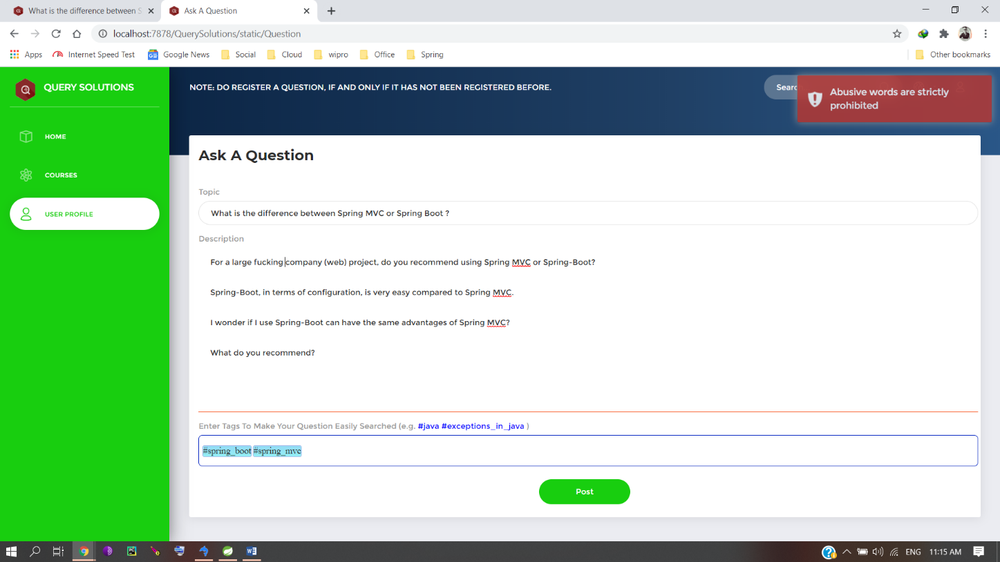 What is the difference between S
Ask A Question
localhost:7878/QuerySolutions/static/Question
Apps
Internet Speed Test
Google News
Social
Cloud
wipro
Office
Spring
Other bookmarks
QUERY SOLUTIONS
HOME
COURSES
USER PROFILE
NOTE: DO REGISTER A QUESTION, IF AND ONLY IF IT HAS NOT BEEN REGISTERED BEFORE.
Searc
Abusive words are strictly
prohibited
Ask A Question
Topic
What is the difference between Spring MVC or Spring Boot ?
Description
For a large fucking company (web) project, do you recommend using Spring MVC or Spring-Boot?
Spring-Boot, in terms of configuration, is very easy compared to Spring MVC.
I wonder if I use Spring-Boot can have the same advantages of Spring MVC?
What do you recommend?
Enter Tags To Make Your Question Easily Searched (e.g. #java #exceptions_in_java )
#spring_boot #spring_mvc
Post
ENG
11:15 AM